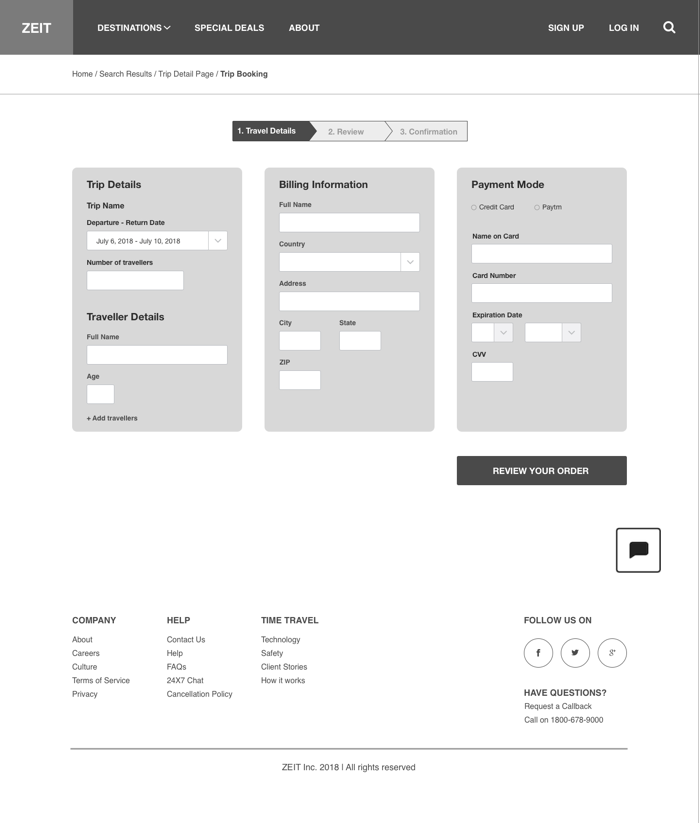 ZEIT
DESTINATIONS
SPECIAL DEALS
ABOUT
SIGN UP
LOG IN
Home / Search Results / Trip Detail Page / Trip Booking
1. Travel Details
2. Review
3. Confirmation
Trip Details
Trip Name
Departure - Return Date
July 6, 2018 - July 10, 2018
Number of travellers
Traveller Details
Full Name
Age
+ Add travellers
Billing Information
Full Name
Country
Address
City
State
ZIP
Payment Mode
Credit Card
Paytm
Name on Card
Card Number
Expiration Date
CVV
REVIEW YOUR ORDER
COMPANY
About
Careers
Culture
Terms of Service
Privacy
HELP
Contact Us
Help
FAQs
24X7 Chat
Cancellation Policy
TIME TRAVEL
Technology
Safety
Client Stories
How it works
FOLLOW US ON
f
g+
HAVE QUESTIONS?
Request a Callback
Call on 1800-678-9000
ZEIT Inc. 2018 | All rights reserved